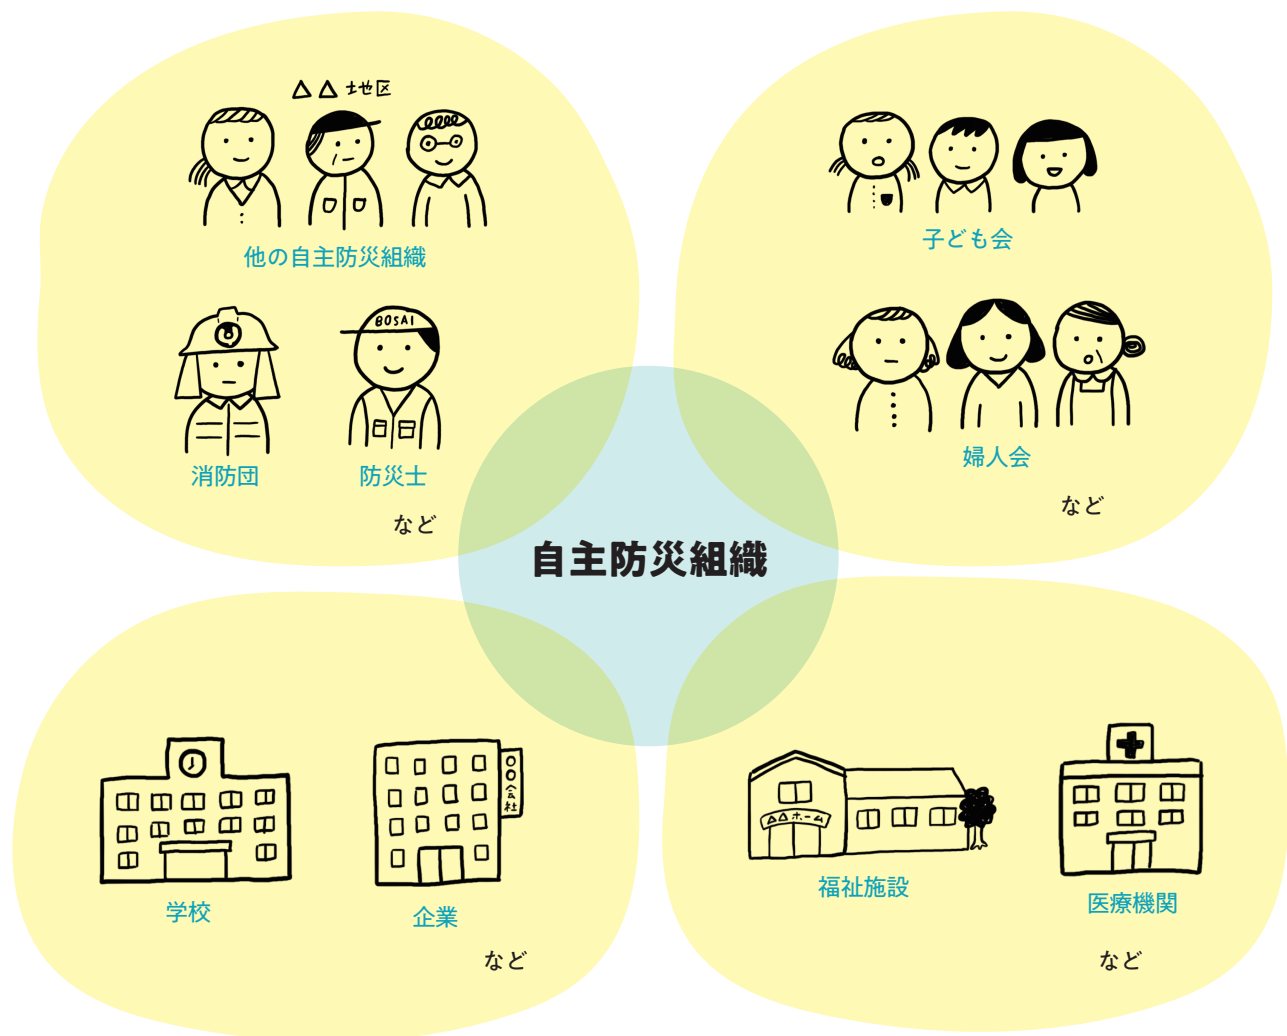 △△地区
他の自主防災組織
BOSAI
消防団
防災士
など
子ども会
婦人会
など
自主防災組織
○○会社
学校
企業
など
△△ホーム
福祉施設
医療機関
など